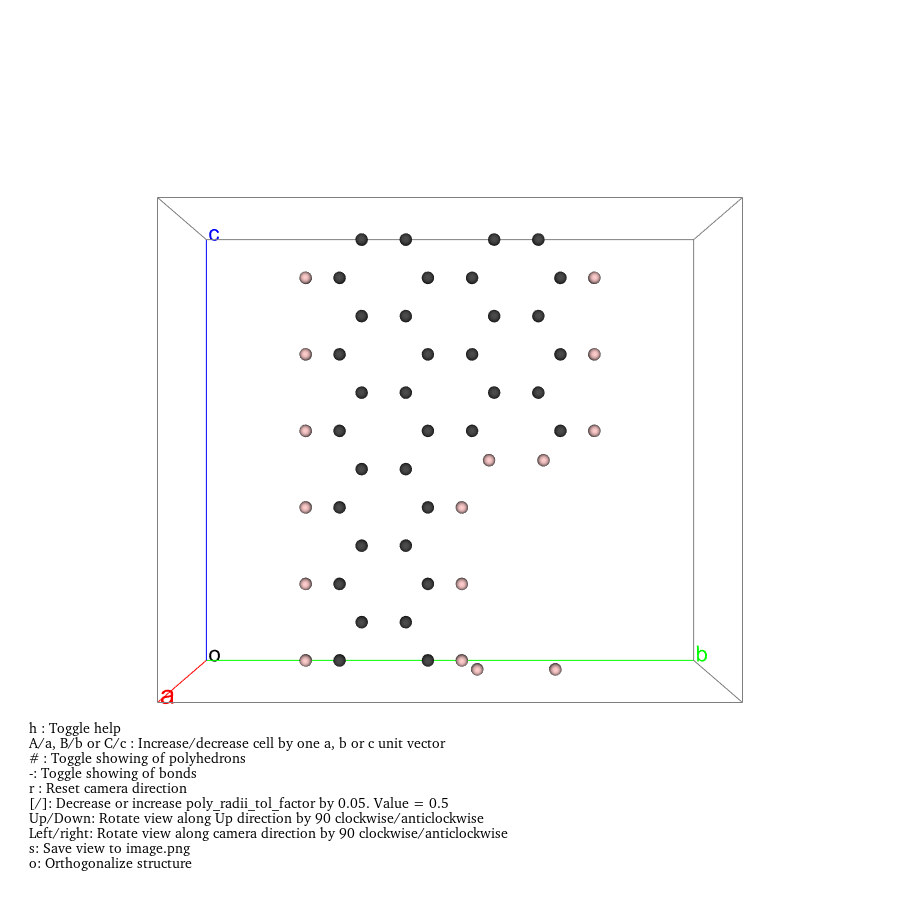 c
o
b
a
h : Toggle help
A/a, B/b or C/c : Increase/decrease cell by one a, b or c unit vector
# : Toggle showing of polyhedrons
-: Toggle showing of bonds
r : Reset camera direction
[/]: Decrease or increase poly_radii_tol_factor by 0.05. Value = 0.5
Up/Down: Rotate view along Up direction by 90 clockwise/anticlockwise
Left/right: Rotate view along camera direction by 90 clockwise/anticlockwise
s: Save view to image.png
o: Orthogonalize structure